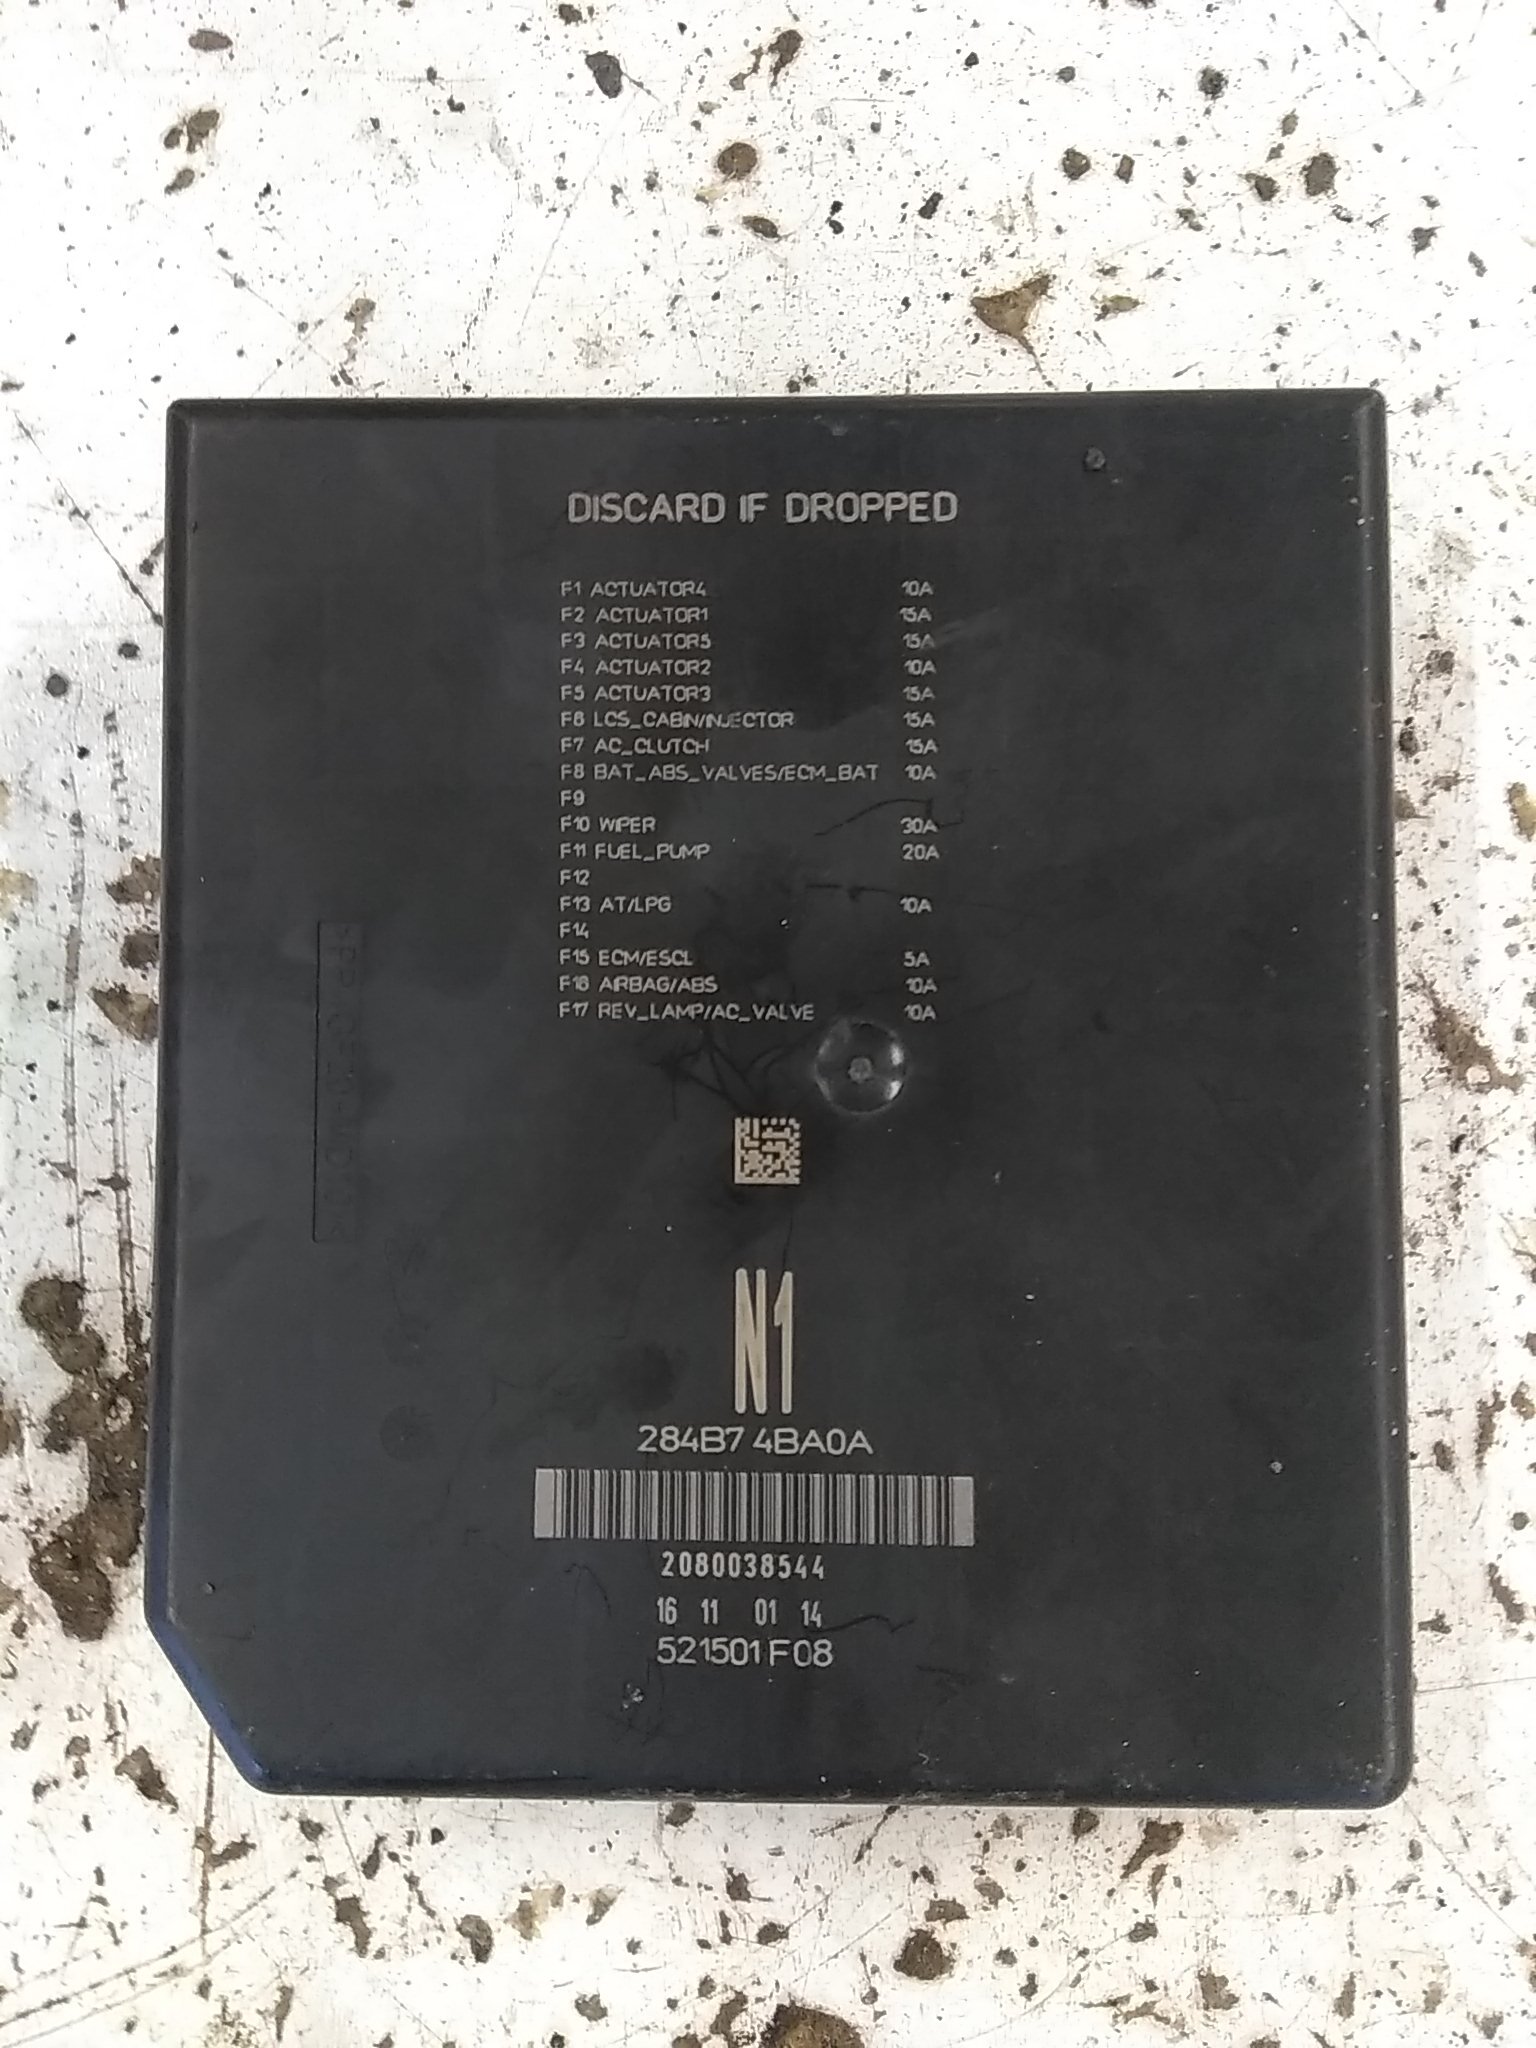 DISCARD IF DROPPED
F1 ACTUATOR4 10A
F2 ACTUATOR1 15A
F3 ACTUATOR5 15A
F4 ACTUATOR2 10A
F5 ACTUATOR3 15A
F6 LCS_CABIN/INJECTOR 15A
F7 AC_CLUTCH 15A
F8 BAT_ABS_VALVES/ECM_BAT 10A
F9
F10 WIPER 30A
F11 FUEL_PUMP 20A
F12
F13 AT/LPG 10A
F14
F15 ECM/ESCL 5A
F16 AIRBAG/ABS 10A
F17 REV_LAMP/AC_VALVE 10A
N1
284B7 4BA0A
2080038544
16 11 01 14
521501F08